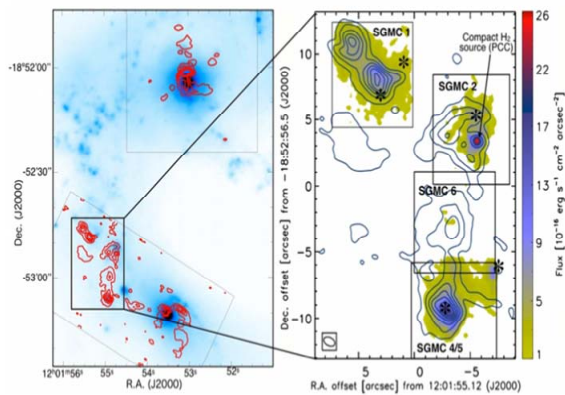 -18°52'00"
-52'30"
-53'00"
Dec. (J2000)
12h01m56s
55s
54s
53s
52s
R.A. (J2000)
10
5
0
-5
-10
Dec. offset [arcsec] from -18:52:56.5 (J2000)
SGMC 1
Compact H₂
source (PCC)
SGMC 2
SGMC 6
SGMC 4/5
5
0
-5
R.A. offset [arcsec] from 12:01:55.12 (J2000)
26
22
17
13
9
5
1
Flux [10⁻¹⁶ erg s⁻¹ cm⁻² arcsec⁻²]